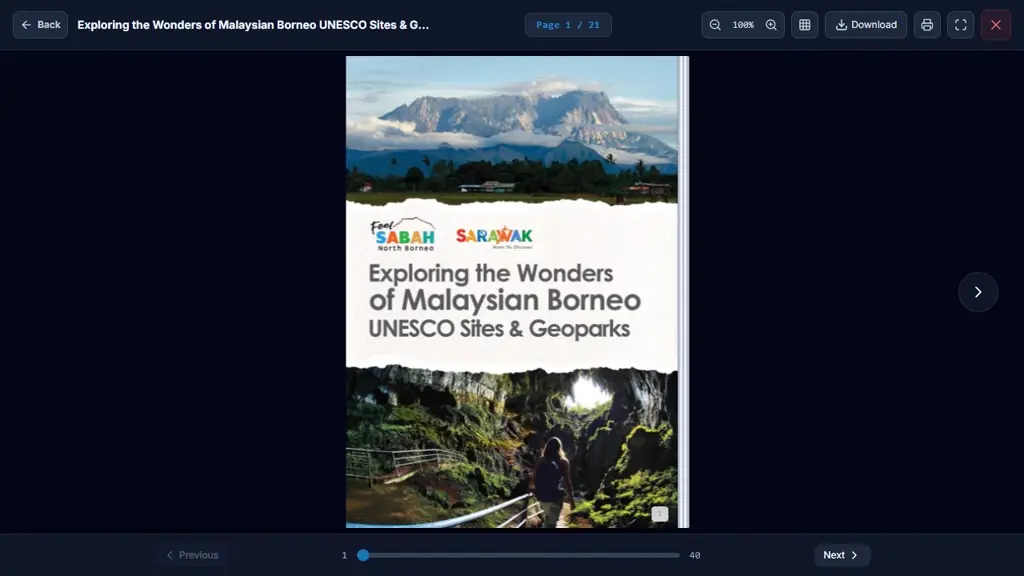 Back
Exploring the Wonders of Malaysian Borneo UNESCO Sites & G...
Page 1 / 21
100%
Download
Feel
SABAH
North Borneo
SARAWAK
Exploring the Wonders
of Malaysian Borneo
UNESCO Sites & Geoparks
1
Previous
1
40
Next